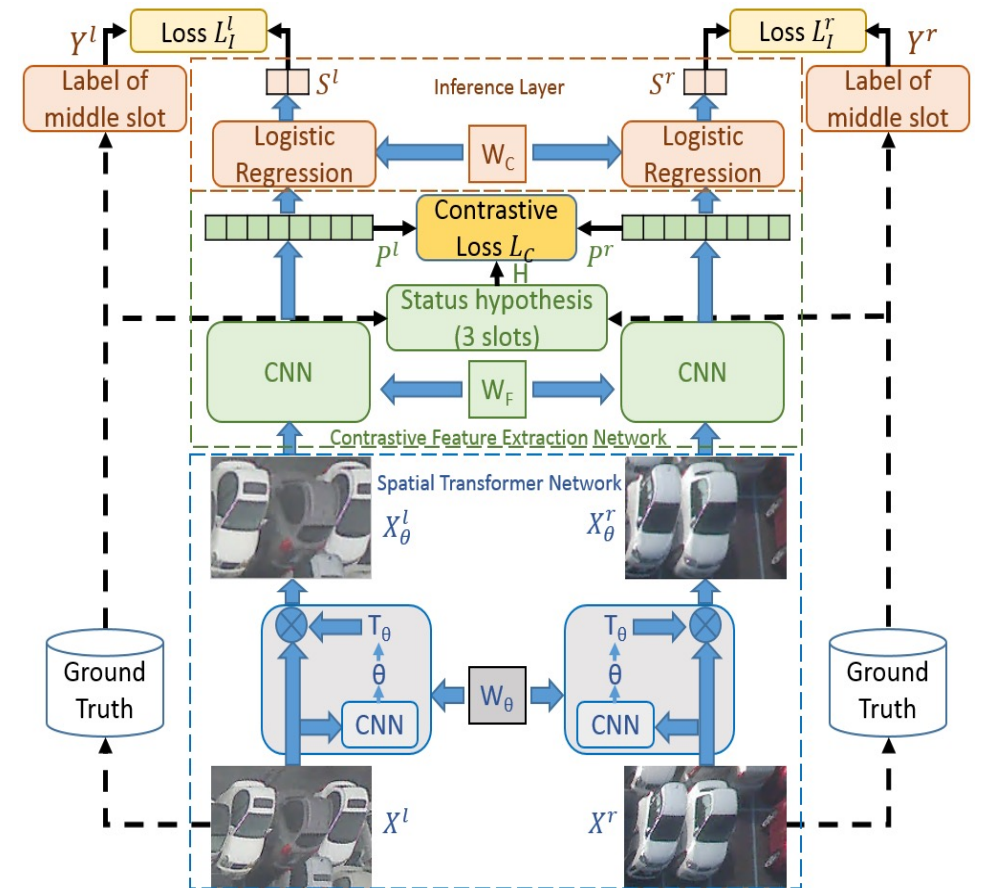 Y^l
Loss L_I^l
Loss L_I^r
Y^r
Label of
middle slot
S^l
Inference Layer
S^r
Label of
middle slot
Logistic
Regression
W_C
Logistic
Regression
Contrastive
Loss L_C
P^l
P^r
H
Status hypothesis
(3 slots)
CNN
W_F
CNN
Contrastive Feature Extraction Network
Spatial Transformer Network
X_θ^l
X_θ^r
T_θ
T_θ
θ
θ
Ground
Truth
W_θ
Ground
Truth
CNN
CNN
X^l
X^r